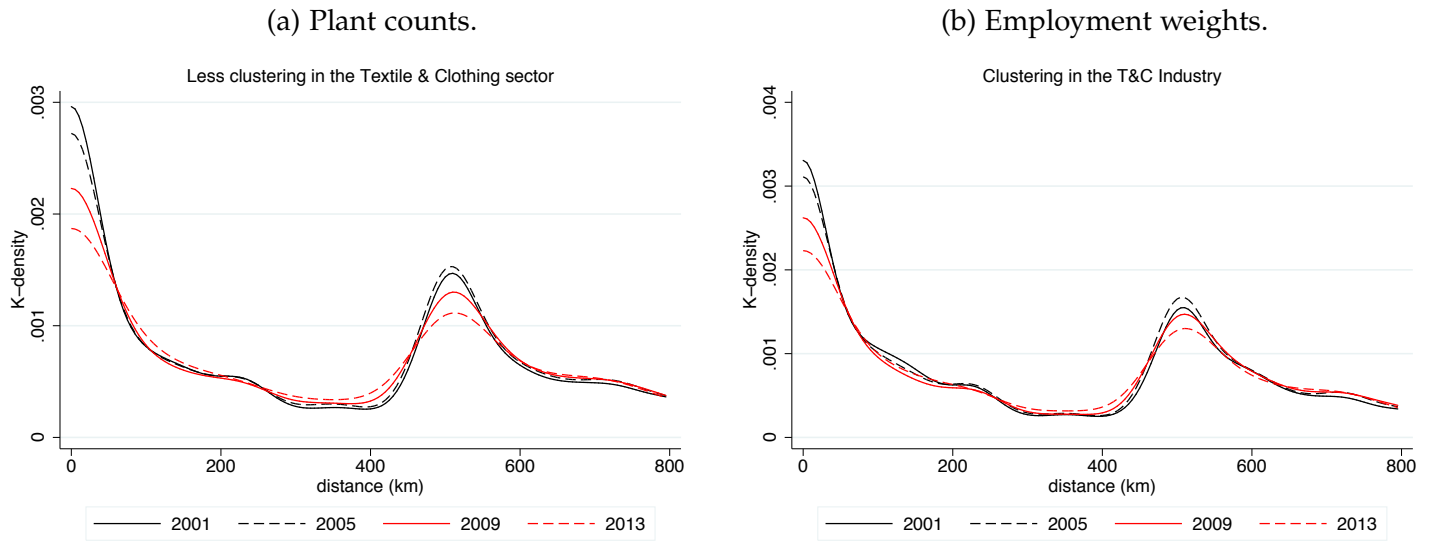 (a) Plant counts.
Less clustering in the Textile & Clothing sector
K−density
.003
.002
.001
0
0 200 400 600 800
distance (km)
2001 2005 2009 2013
(b) Employment weights.
Clustering in the T&C Industry
K−density
.004
.003
.002
.001
0
0 200 400 600 800
distance (km)
2001 2005 2009 2013